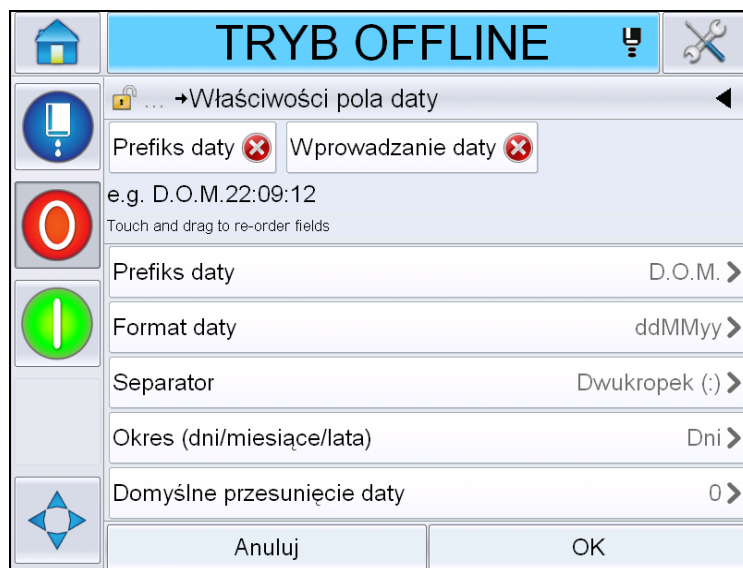 TRYB OFFLINE
... →Właściwości pola daty
Prefiks daty Wprowadzanie daty
e.g. D.O.M.22:09:12
Touch and drag to re-order fields
Prefiks daty D.O.M.
Format daty ddMMyy
Separator Dwukropek (:)
Okres (dni/miesiące/lata) Dni
Domyślne przesunięcie daty 0
Anuluj OK